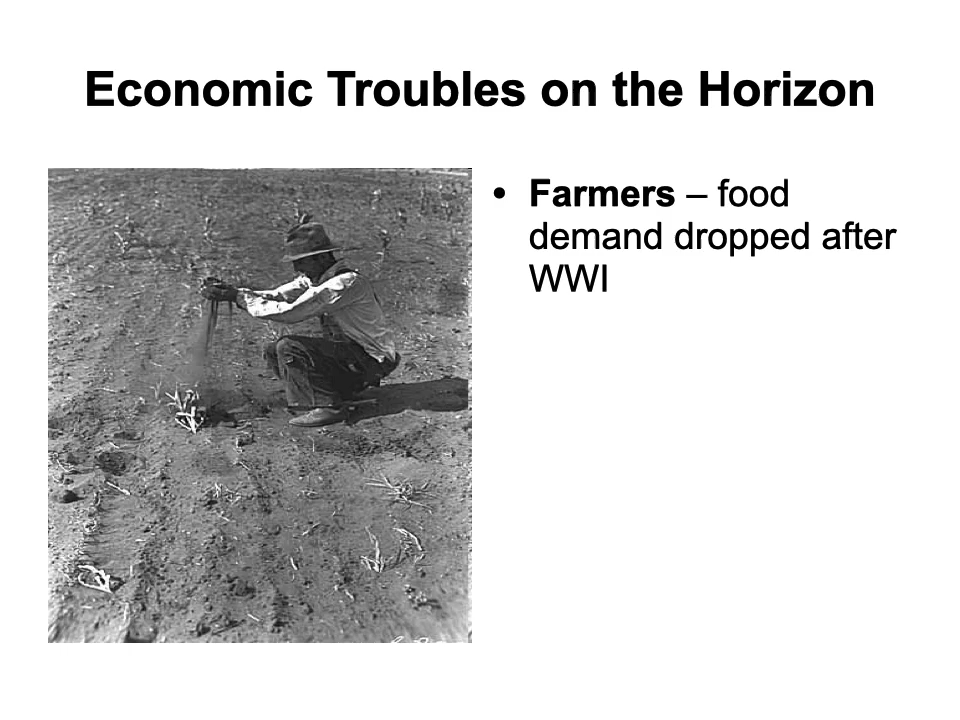 Economic Troubles on the Horizon
• Farmers – food
demand dropped after
WWI